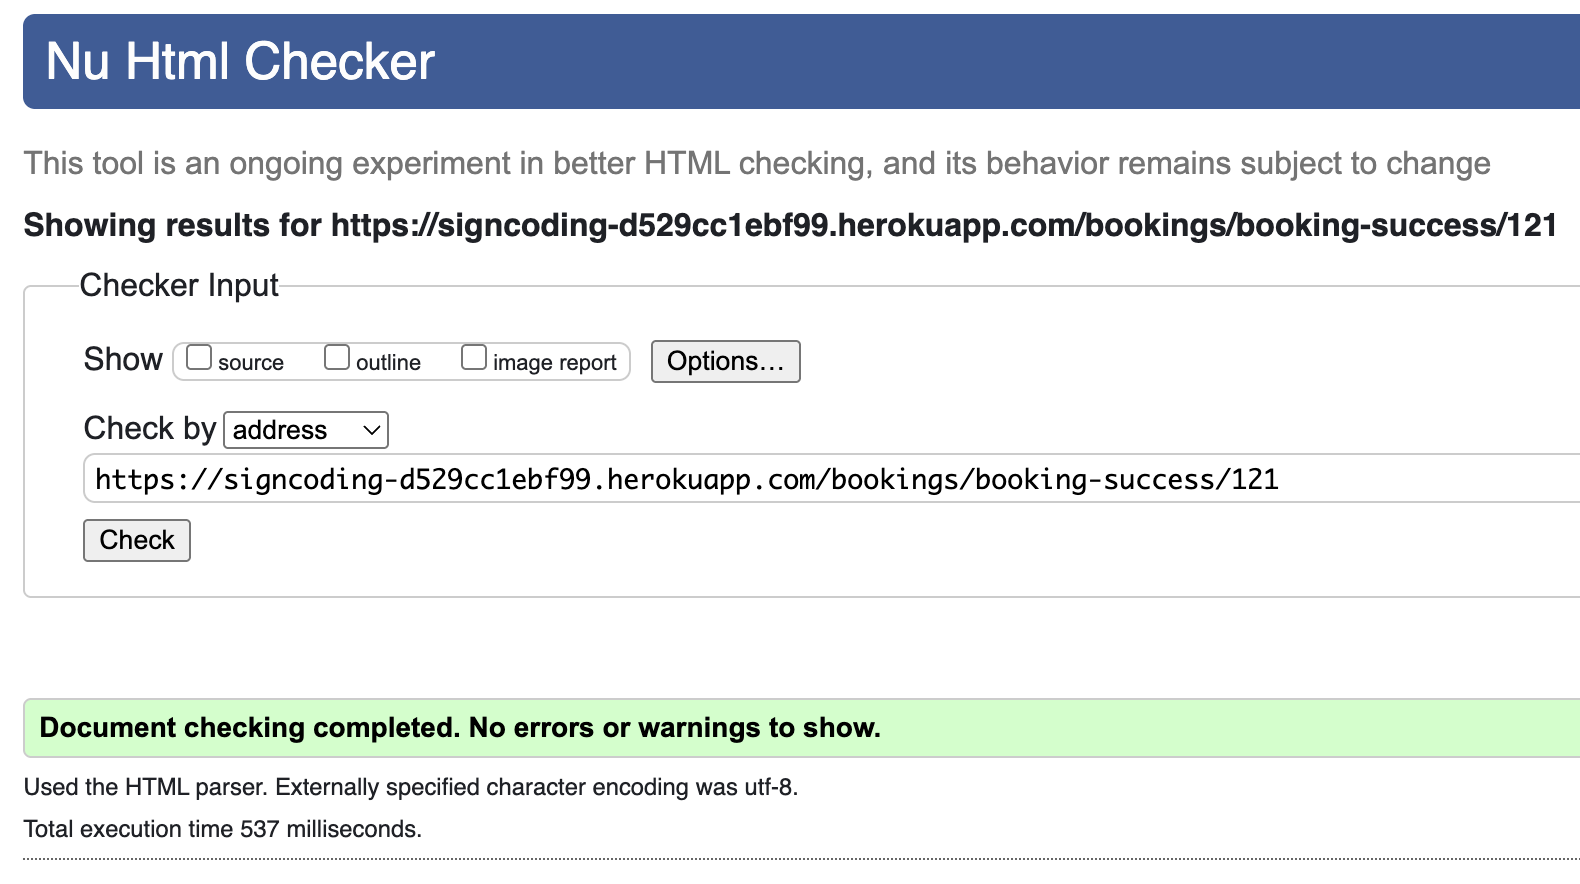 Nu Html Checker
This tool is an ongoing experiment in better HTML checking, and its behavior remains subject to change
Showing results for https://signcoding-d529cc1ebf99.herokuapp.com/bookings/booking-success/121
Checker Input
Show source outline image report Options…
Check by address
https://signcoding-d529cc1ebf99.herokuapp.com/bookings/booking-success/121
Check
Document checking completed. No errors or warnings to show.
Used the HTML parser. Externally specified character encoding was utf-8.
Total execution time 537 milliseconds.